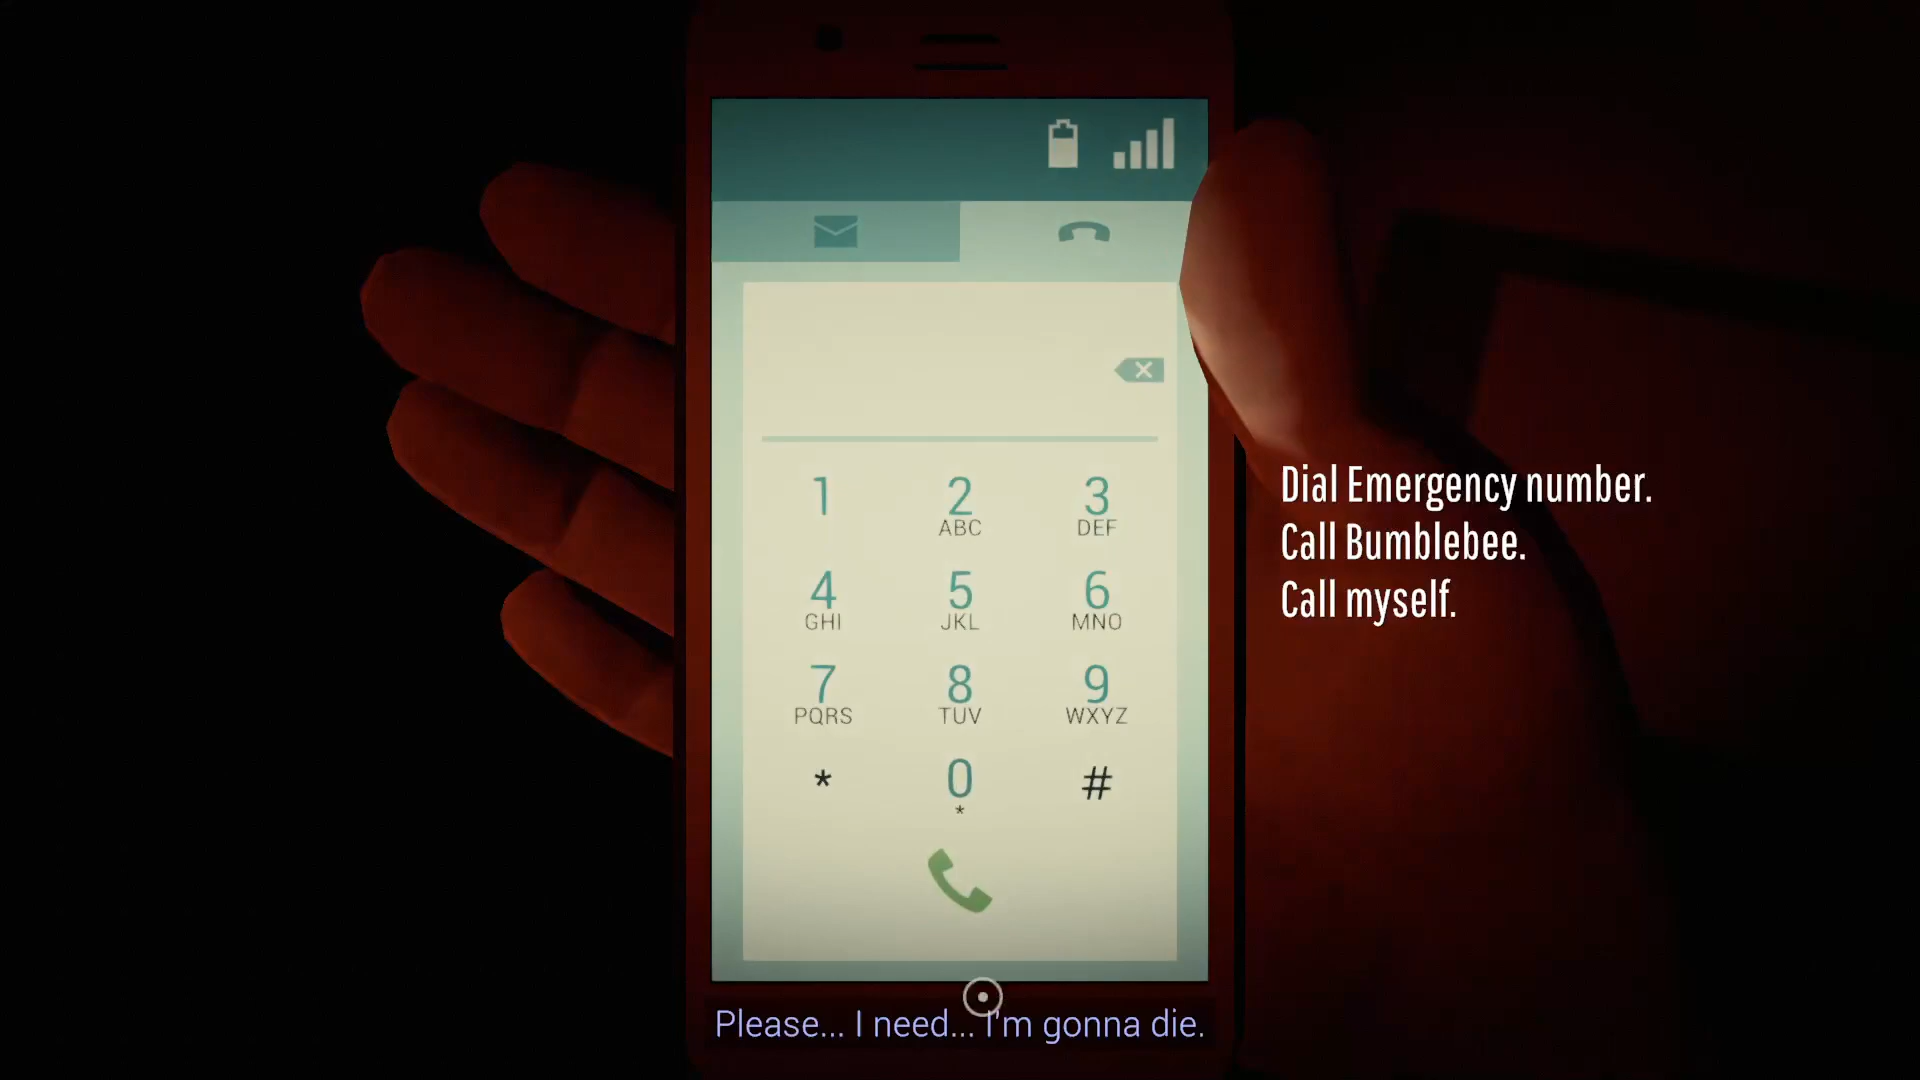 1 2 3
ABC DEF
4 5 6
GHI JKL MNO
7 8 9
PQRS TUV WXYZ
* 0 #
*
Dial Emergency number.
Call Bumblebee.
Call myself.
Please... I need... I'm gonna die.